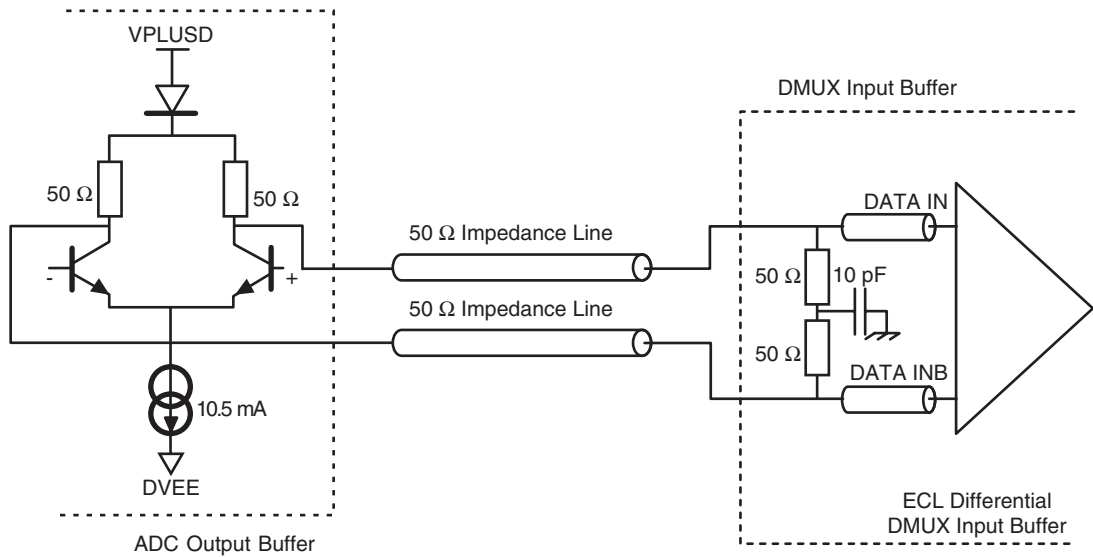 VPLUSD
DMUX Input Buffer
50 Ω
50 Ω
DATA IN
50 Ω Impedance Line
50 Ω
10 pF
-
+
50 Ω Impedance Line
50 Ω
DATA INB
10.5 mA
DVEE
ECL Differential
DMUX Input Buffer
ADC Output Buffer